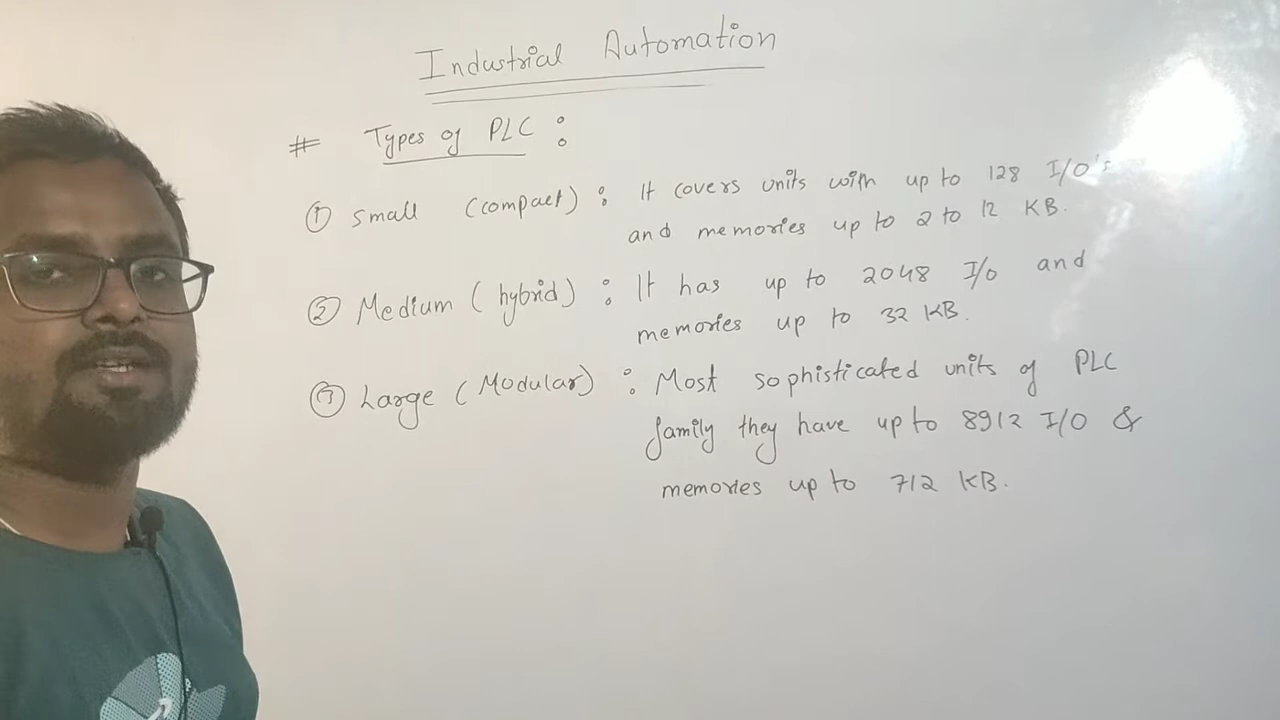 Industrial Automation
# Types of PLC :
① Small (compact) : It covers units with up to 128 I/O's
and memories up to 2 to 12 KB.
② Medium (hybrid) : It has up to 2048 I/O and
memories up to 32 KB.
③ Large (Modular) : Most sophisticated units of PLC
family they have up to 8912 I/O &
memories up to 712 KB.